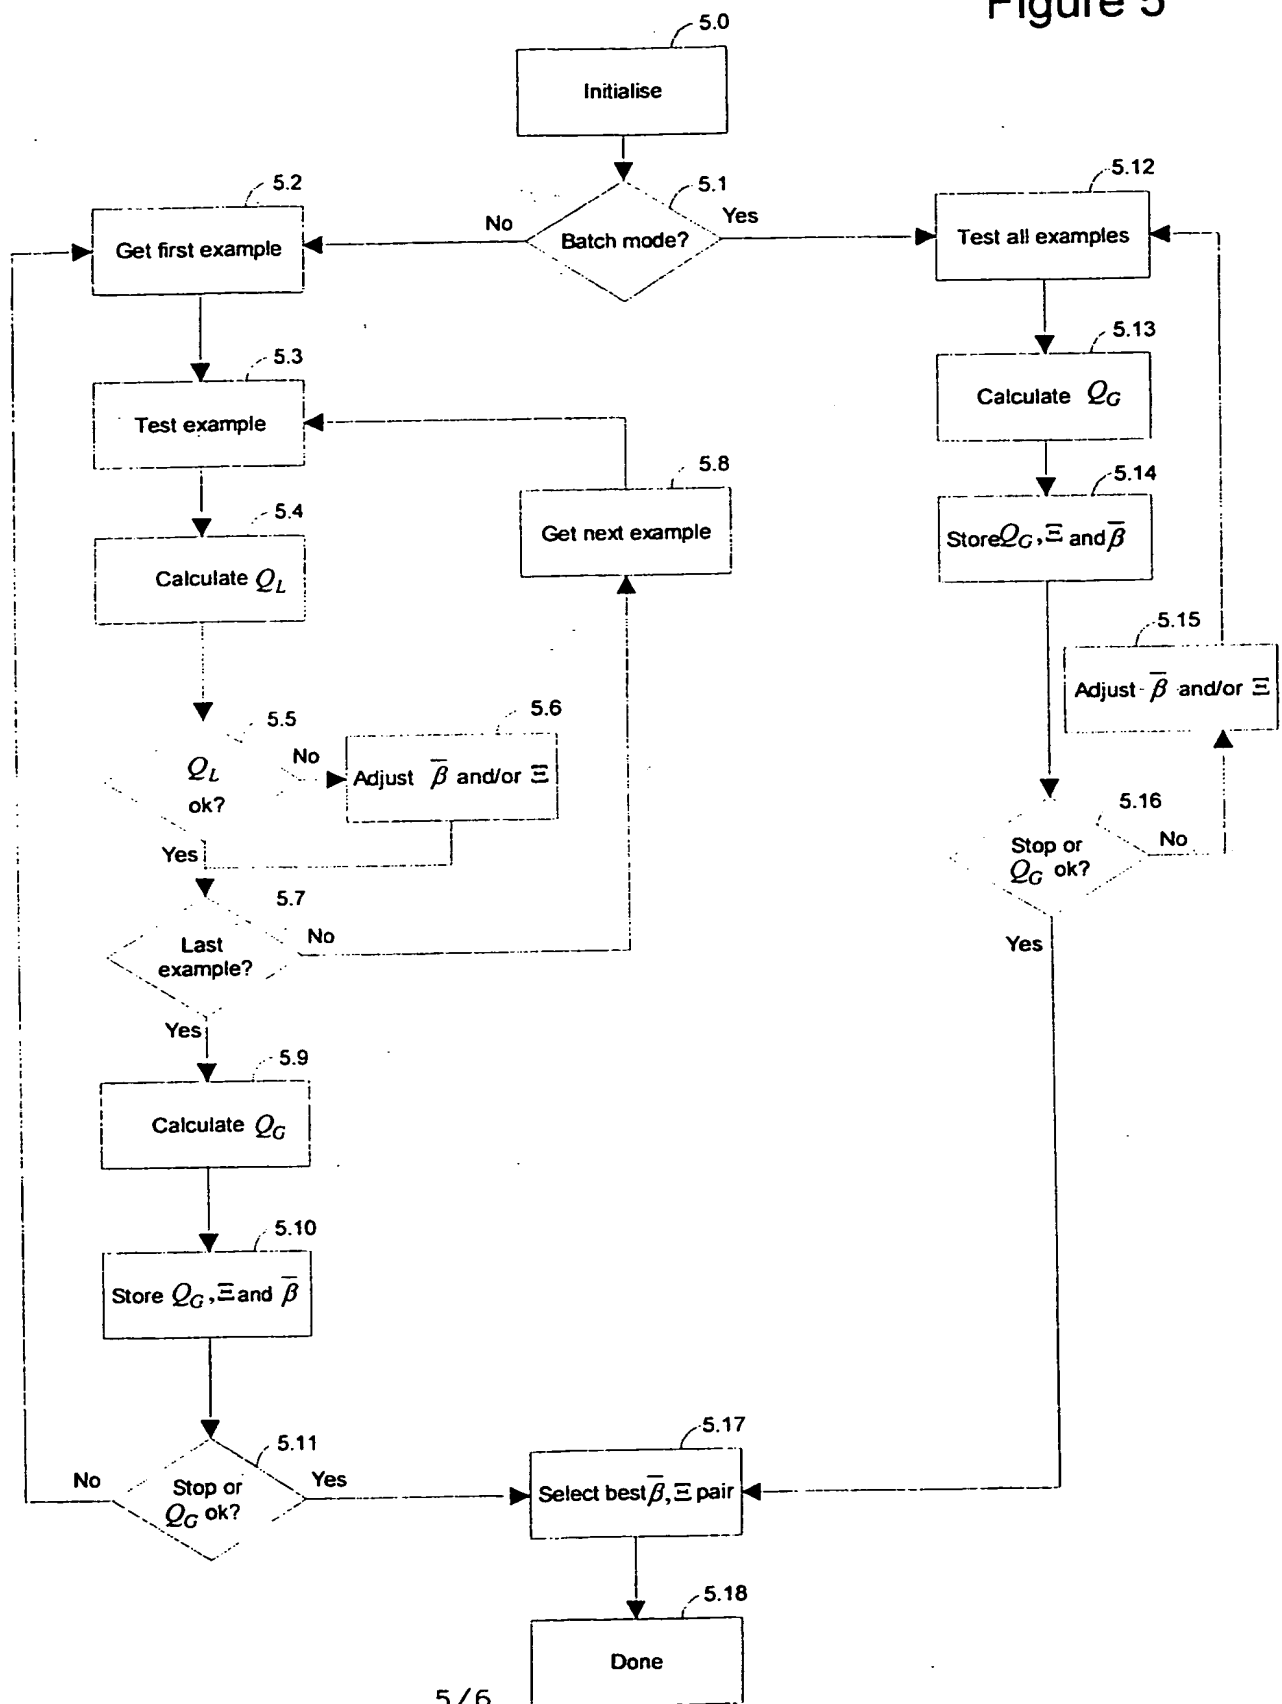 Figure 5
5.0
Initialise
5.1
Batch mode?
No
Yes
5.2
Get first example
5.12
Test all examples
5.3
Test example
5.13
Calculate Q_G
5.4
Calculate Q_L
5.8
Get next example
5.14
Store Q_G, Ξ and β̅
5.15
Adjust β̅ and/or Ξ
5.5
Q_L
ok?
No
Yes
5.6
Adjust β̅ and/or Ξ
5.16
Stop or
Q_G ok?
No
Yes
5.7
Last
example?
No
Yes
5.9
Calculate Q_G
5.10
Store Q_G, Ξ and β̅
5.11
Stop or
Q_G ok?
No
Yes
5.17
Select best β̅, Ξ pair
5.18
Done
5/6